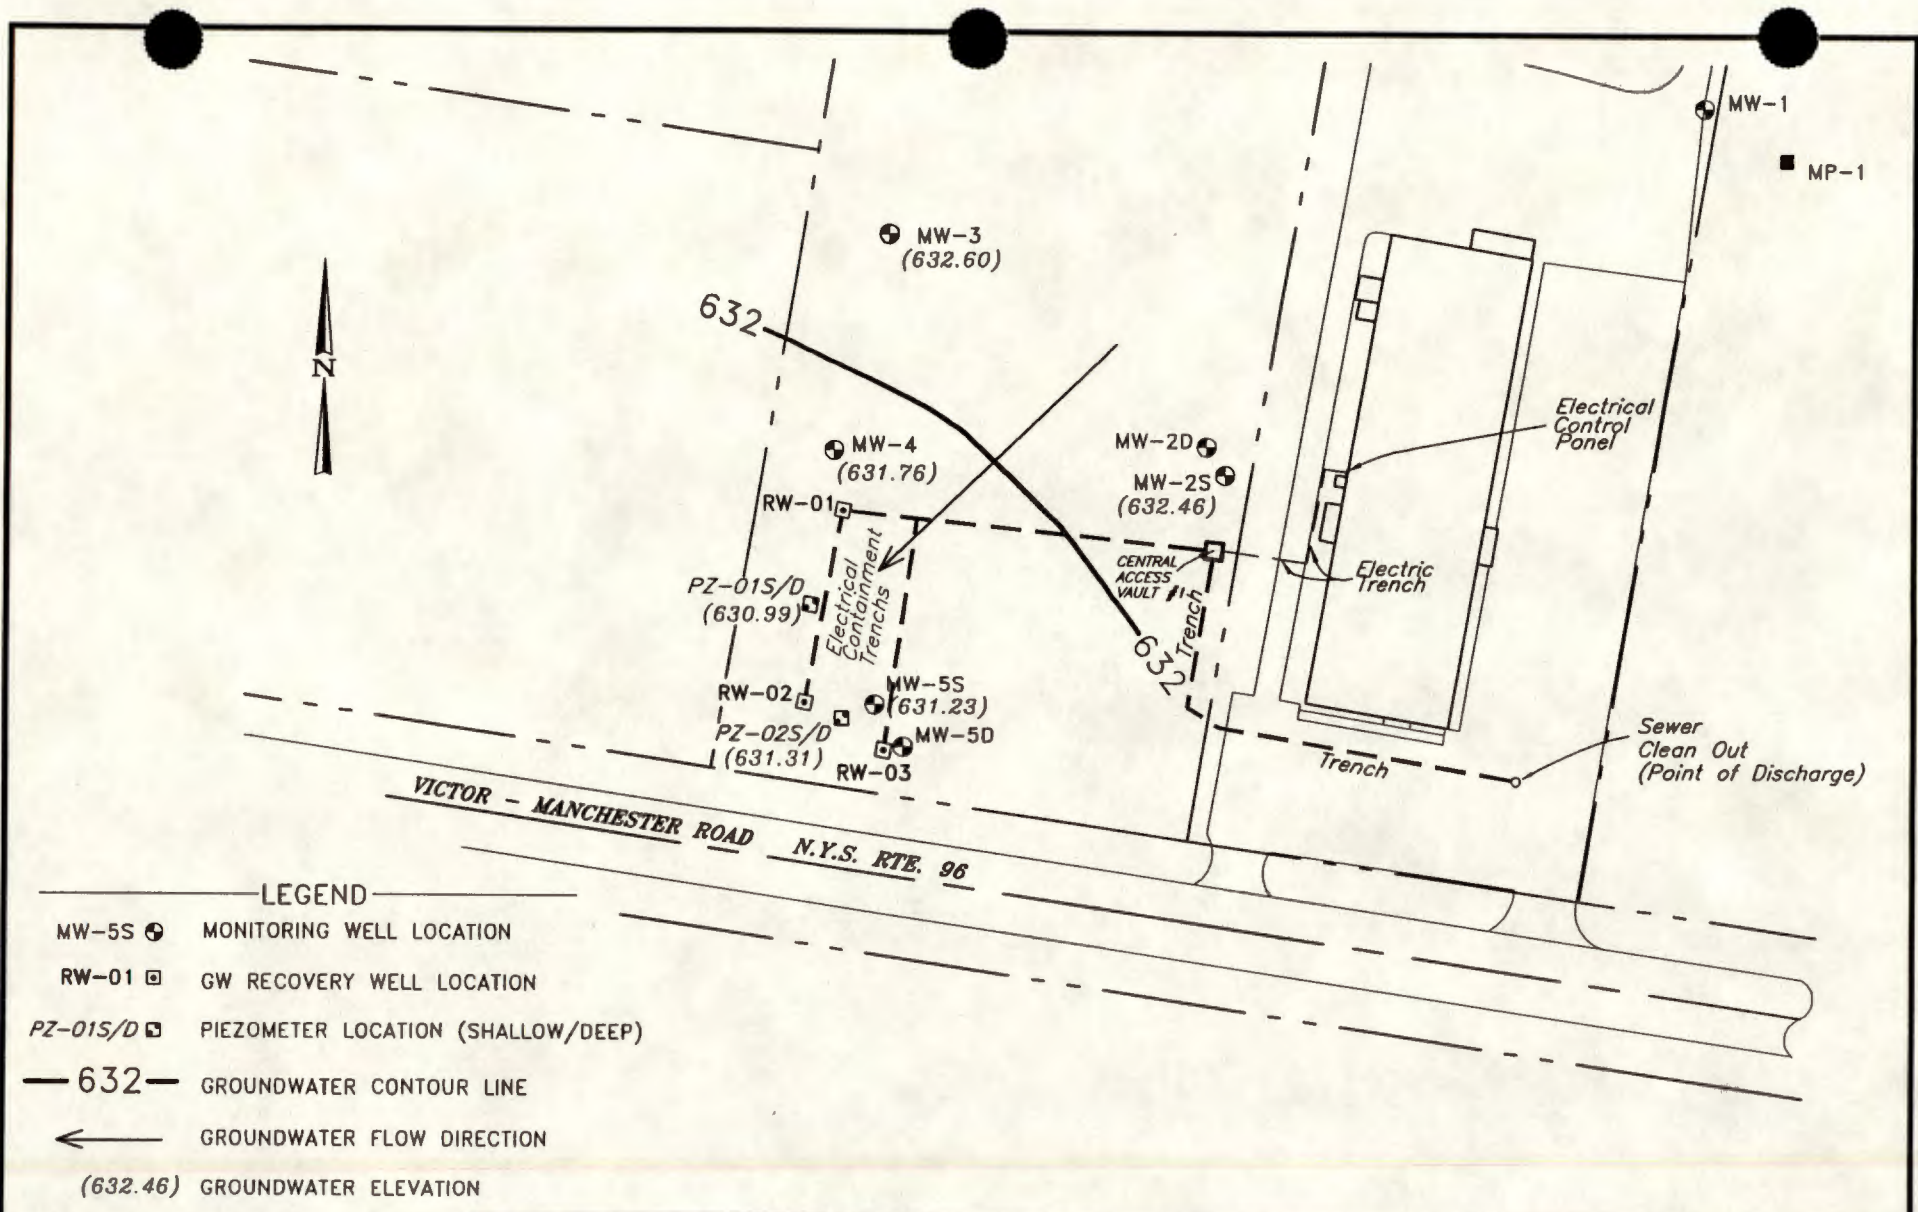 MW-1
MP-1
MW-3
(632.60)
632
N
Electrical
Control
Panel
MW-4
(631.76)
MW-2D
MW-2S
(632.46)
RW-01
CENTRAL
ACCESS
VAULT #1
Electric
Trench
PZ-01S/D
(630.99)
Electrical
Containment
Trenchs
Trench
632
RW-02
MW-5S
(631.23)
PZ-02S/D
(631.31)
MW-5D
RW-03
Trench
Sewer
Clean Out
(Point of Discharge)
VICTOR - MANCHESTER ROAD N.Y.S. RTE. 96
LEGEND
MW-5S MONITORING WELL LOCATION
RW-01 GW RECOVERY WELL LOCATION
PZ-01S/D PIEZOMETER LOCATION (SHALLOW/DEEP)
632 GROUNDWATER CONTOUR LINE
GROUNDWATER FLOW DIRECTION
(632.46) GROUNDWATER ELEVATION